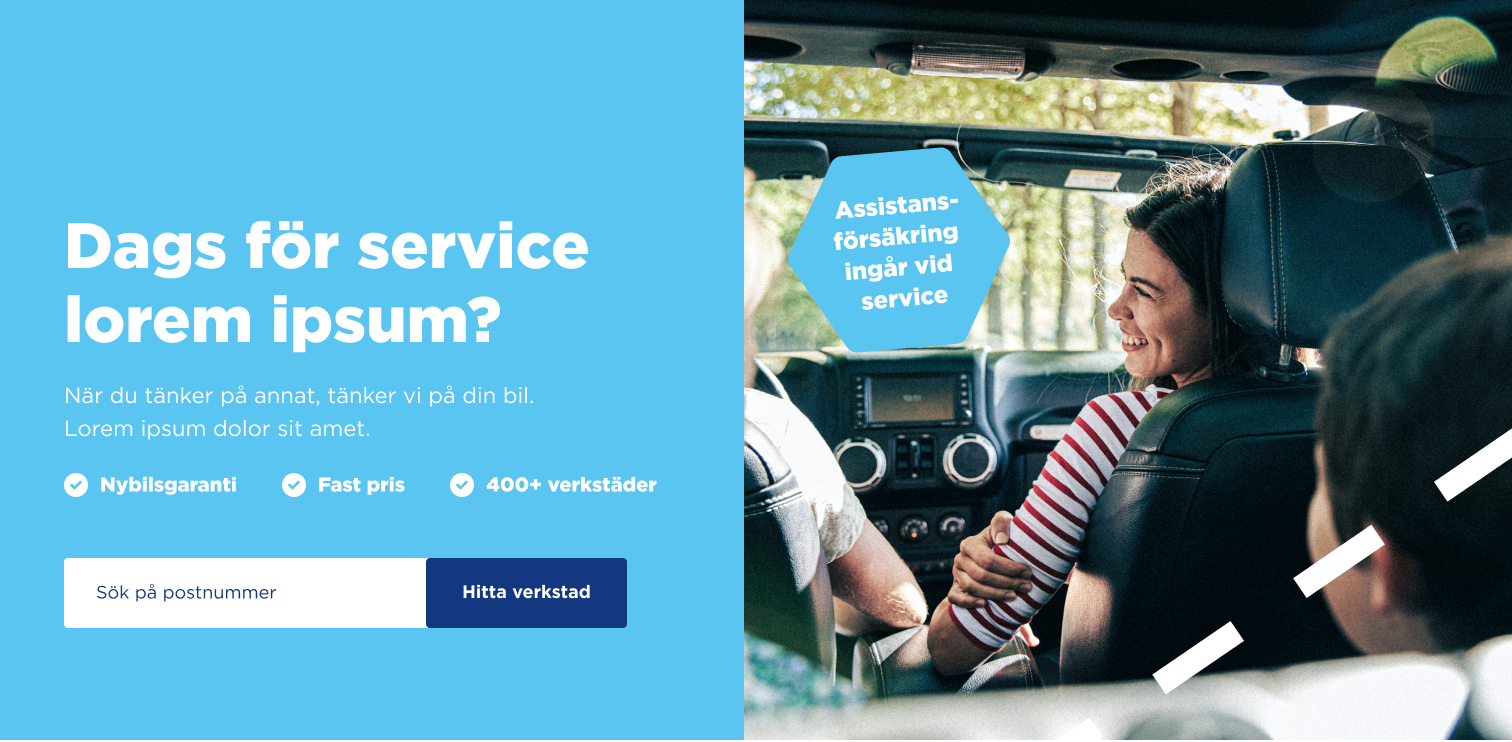 Dags för service
lorem ipsum?
När du tänker på annat, tänker vi på din bil.
Lorem ipsum dolor sit amet.
Nybilsgaranti
Fast pris
400+ verkstäder
Sök på postnummer
Hitta verkstad
Assistans-
försäkring
ingår vid
service